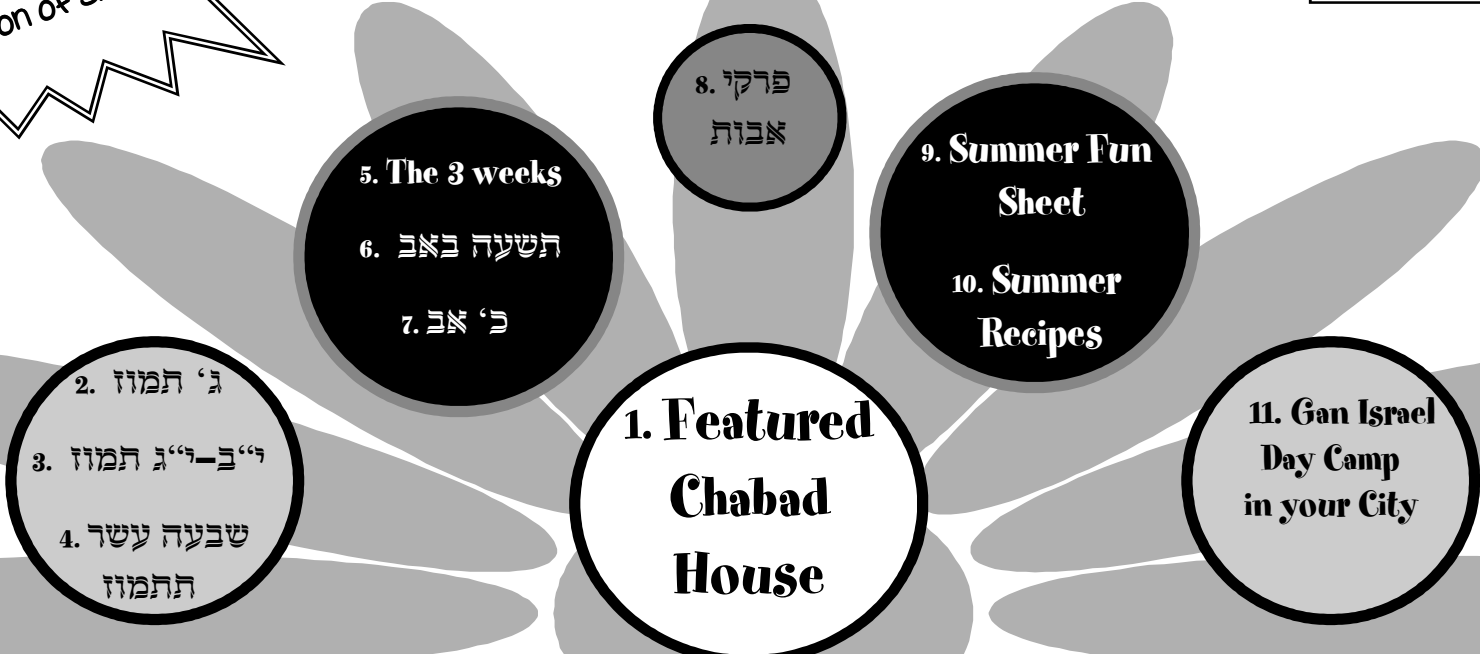 on of
1. Featured
Chabad
House
2. ג‘ תמוז
3. י“ב–י“ג תמוז
4. שבעה עשר
תתמוז
5. The 3 weeks
6. תשעה באב
7. כ‘ אב
8. פרקי
אבות
9. Summer Fun
Sheet
10. Summer
Recipes
11. Gan Israel
Day Camp
in your City